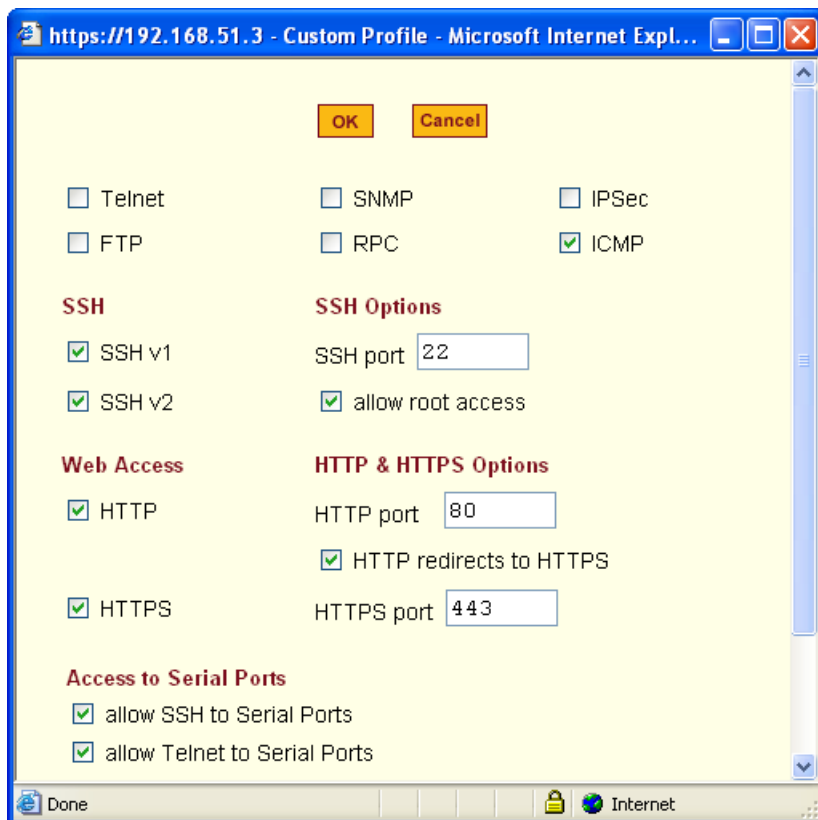 https://192.168.51.3 - Custom Profile - Microsoft Internet Expl...
OK Cancel
Telnet SNMP IPSec
FTP RPC ICMP
SSH SSH Options
SSH v1 SSH port 22
SSH v2 allow root access
Web Access HTTP & HTTPS Options
HTTP HTTP port 80
HTTP redirects to HTTPS
HTTPS HTTPS port 443
Access to Serial Ports
allow SSH to Serial Ports
allow Telnet to Serial Ports
Done Internet